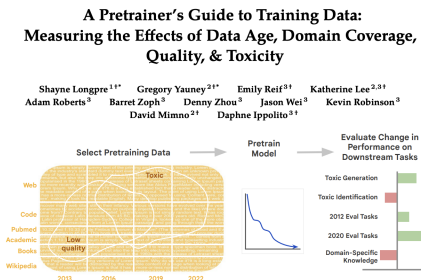 A Pretrainer's Guide to Training Data:
Measuring the Effects of Data Age, Domain Coverage,
Quality, & Toxicity
Shayne Longpre 1†* Gregory Yauney 2†* Emily Reif 3† Katherine Lee 2,3†
Adam Roberts 3 Barret Zoph 3 Denny Zhou 3 Jason Wei 3 Kevin Robinson 3
David Mimno 2† Daphne Ippolito 3†
Select Pretraining Data
Pretrain
Model
Evaluate Change in
Performance on
Downstream Tasks
Web
Code
Pubmed
Academic
Books
Wikipedia
Toxic
Low
quality
2013 2016 2019 2022
Toxic Generation
Toxic Identification
2012 Eval Tasks
2020 Eval Tasks
Domain-Specific
Knowledge